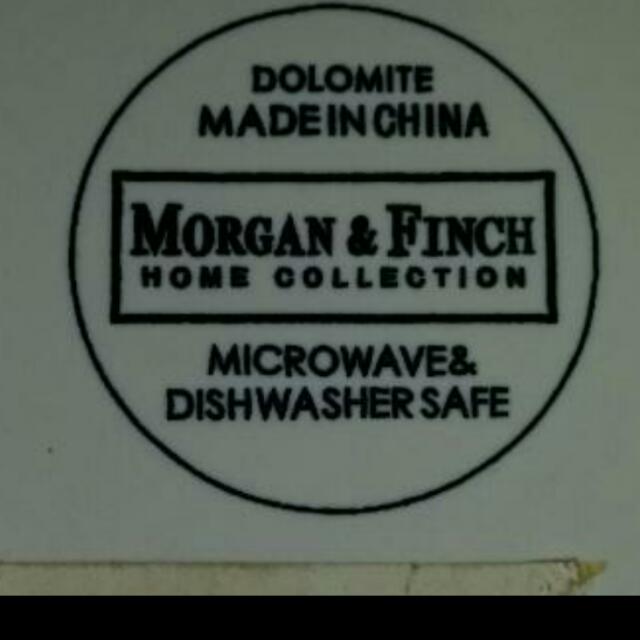 DOLOMITE
MADE IN CHINA
MORGAN & FINCH
HOME COLLECTION
MICROWAVE &
DISHWASHER SAFE